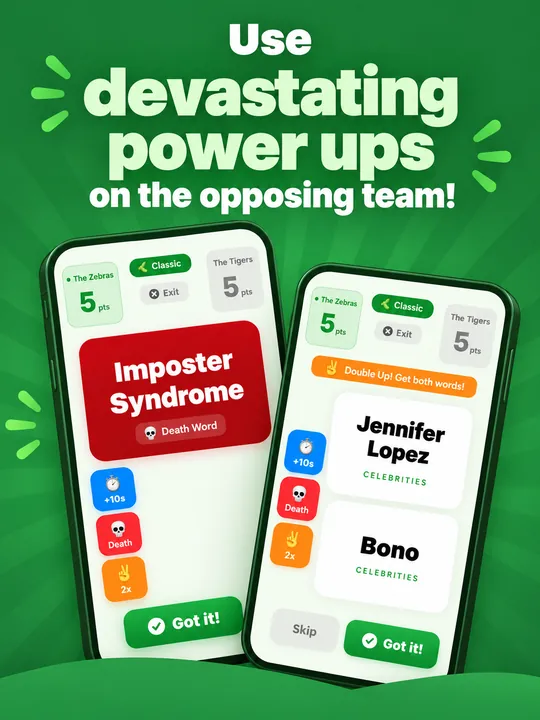 Use
devastating
power ups
on the opposing team!
The Zebras
5 pts
Classic
Exit
The Tigers
5 pts
Imposter
Syndrome
Death Word
+10s
Death
2x
Got it!
The Zebras
5 pts
Classic
Exit
The Tigers
5 pts
Double Up! Get both words!
Jennifer
Lopez
CELEBRITIES
+10s
Death
2x
Bono
CELEBRITIES
Skip
Got it!